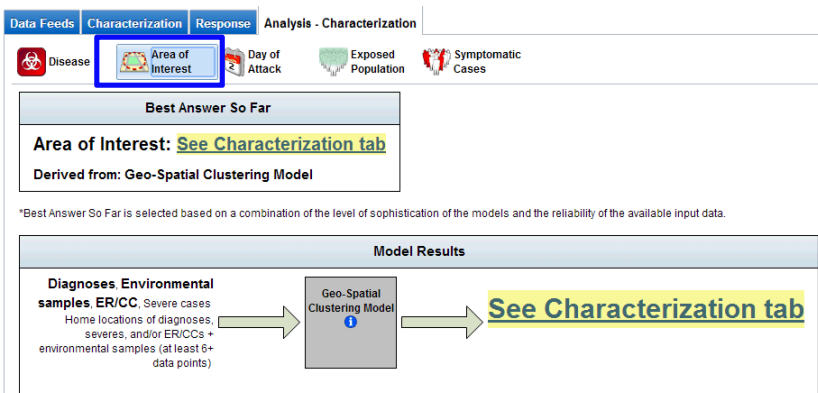 Data Feeds Characterization Response Analysis - Characterization
Disease
Area of
Interest
2
Day of
Attack
Exposed
Population
Symptomatic
Cases
Best Answer So Far
Area of Interest: See Characterization tab
Derived from: Geo-Spatial Clustering Model
*Best Answer So Far is selected based on a combination of the level of sophistication of the models and the reliability of the available input data.
Model Results
Diagnoses, Environmental
samples, ER/CC, Severe cases
Home locations of diagnoses,
severes, and/or ER/CCs +
environmental samples (at least 6+
data points)
Geo-Spatial
Clustering Model
i
See Characterization tab